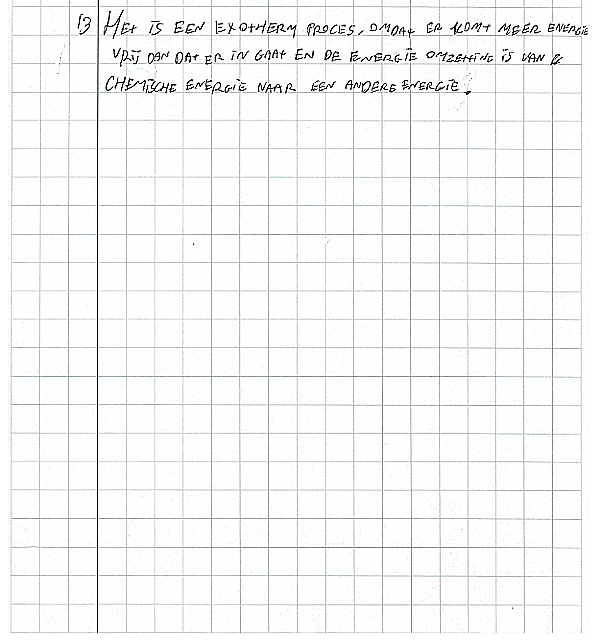 13 HET IS EEN EXOTHERM PROCES, OMDAT ER KOMT MEER ENERGIE
VRIJ DAN DAT ER IN GAAT EN DE ENERGIE OMZETTING IS VAN
CHEMISCHE ENERGIE NAAR EEN ANDERE ENERGIE.